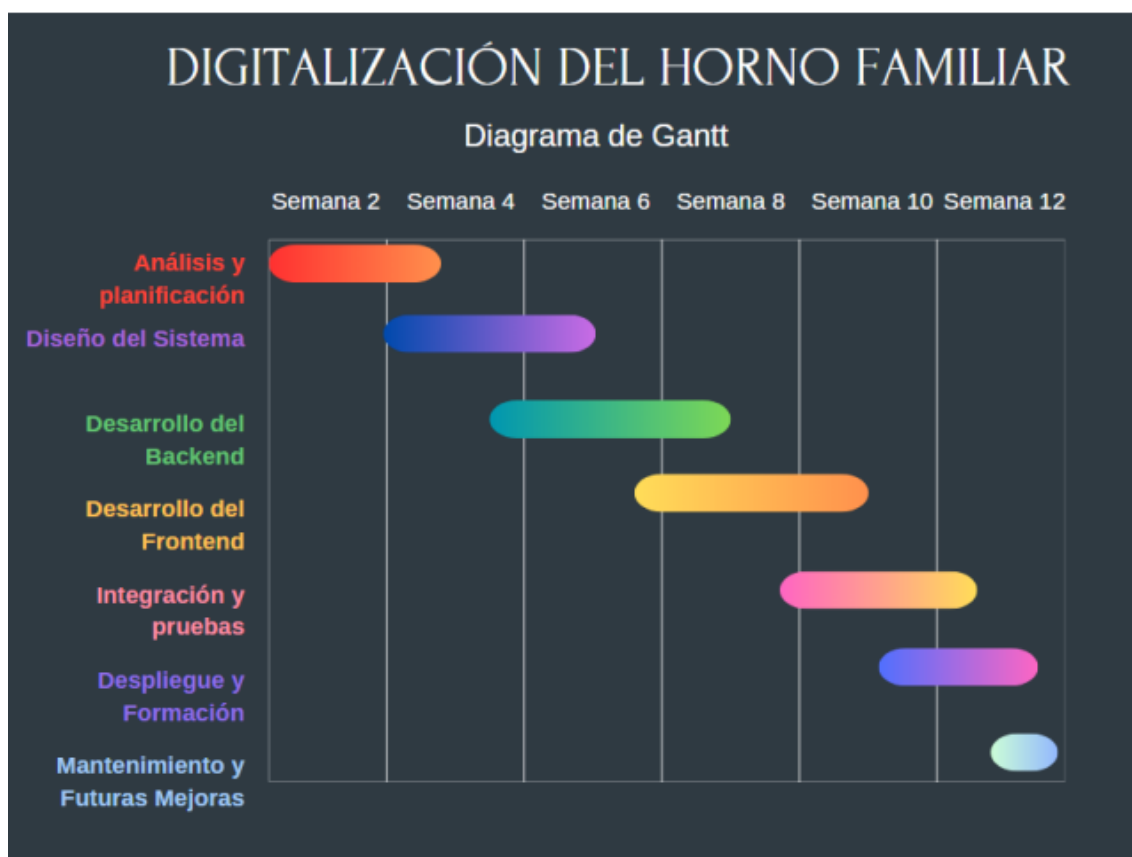 DIGITALIZACIÓN DEL HORNO FAMILIAR
Diagrama de Gantt
Semana 2 Semana 4 Semana 6 Semana 8 Semana 10 Semana 12
Análisis y
planificación
Diseño del Sistema
Desarrollo del
Backend
Desarrollo del
Frontend
Integración y
pruebas
Despliegue y
Formación
Mantenimiento y
Futuras Mejoras